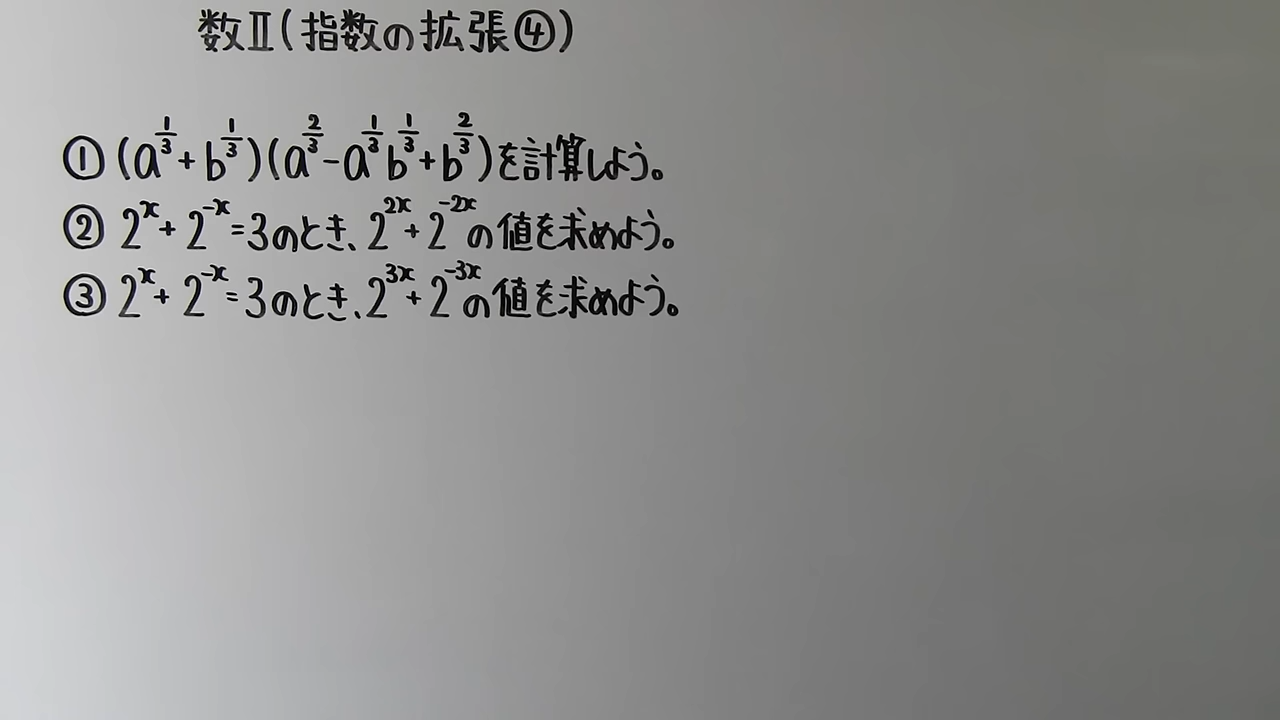 数Ⅱ(指数の拡張④)
① (a^{1/3}+b^{1/3})(a^{2/3}-a^{1/3}b^{1/3}+b^{2/3})を計算しよう。
② 2^x+2^{-x}=3のとき、2^{2x}+2^{-2x}の値を求めよう。
③ 2^x+2^{-x}=3のとき、2^{3x}+2^{-3x}の値を求めよう。